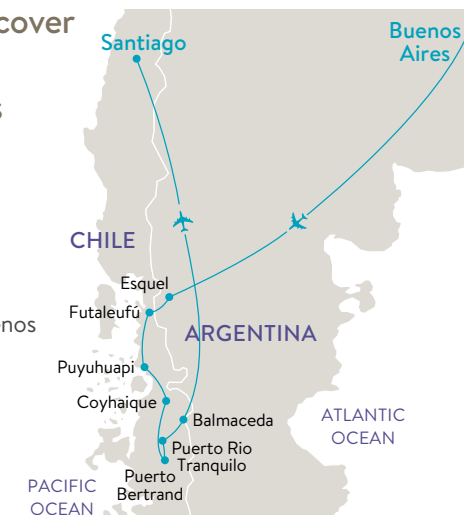 cover
Santiago
Buenos
Aires
s
CHILE
Esquel
Futaleufú
enos
ARGENTINA
Puyuhuapi
Coyhaique
Balmaceda
ATLANTIC
OCEAN
Puerto Rio
Tranquilo
Puerto
Bertrand
PACIFIC
OCEAN